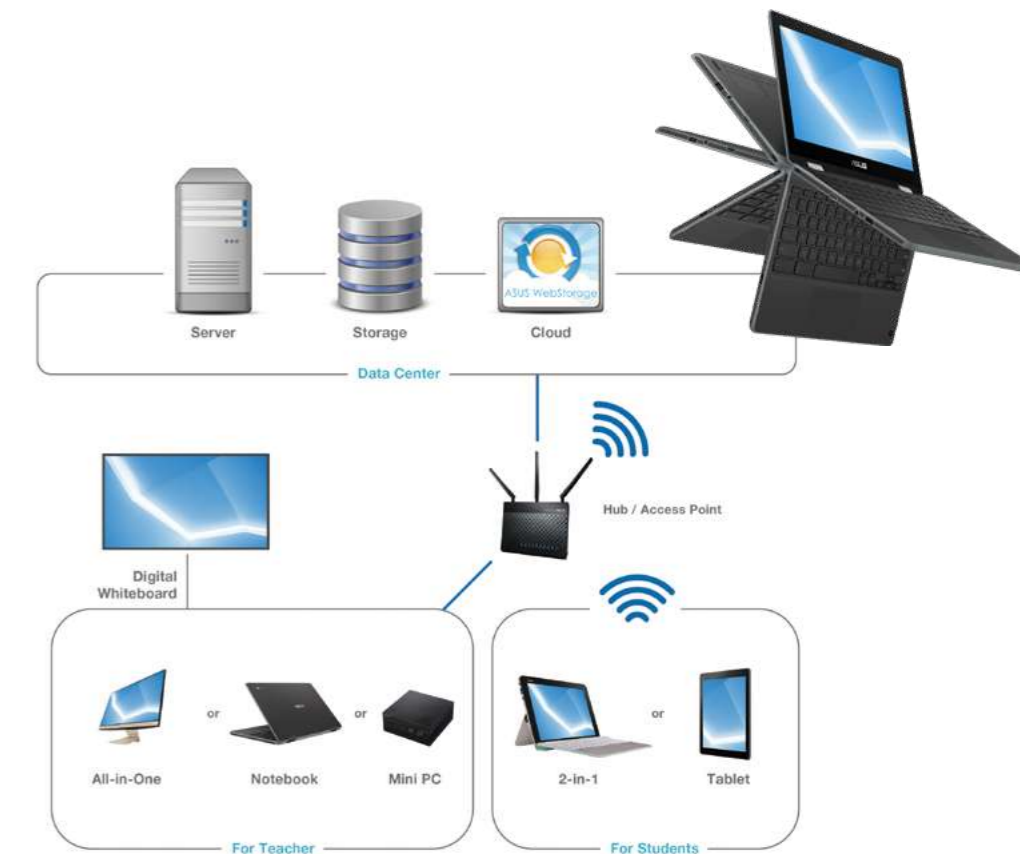 ASUS
ASUS WebStorage
Server
Storage
Cloud
Data Center
Hub / Access Point
Digital
Whiteboard
or
or
or
All-in-One
Notebook
Mini PC
2-in-1
Tablet
For Teacher
For Students